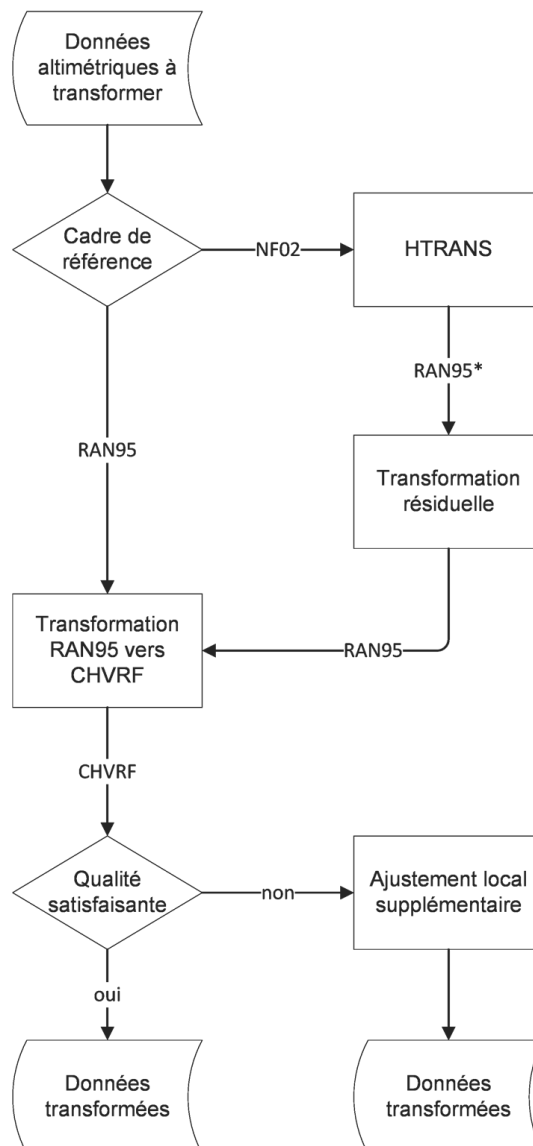 Données
altimétriques à
transformer
Cadre de
référence
NF02
HTRANS
RAN95*
RAN95
Transformation
résiduelle
Transformation
RAN95 vers
CHVRF
RAN95
CHVRF
Qualité
satisfaisante
non
Ajustement local
supplémentaire
oui
Données
transformées
Données
transformées